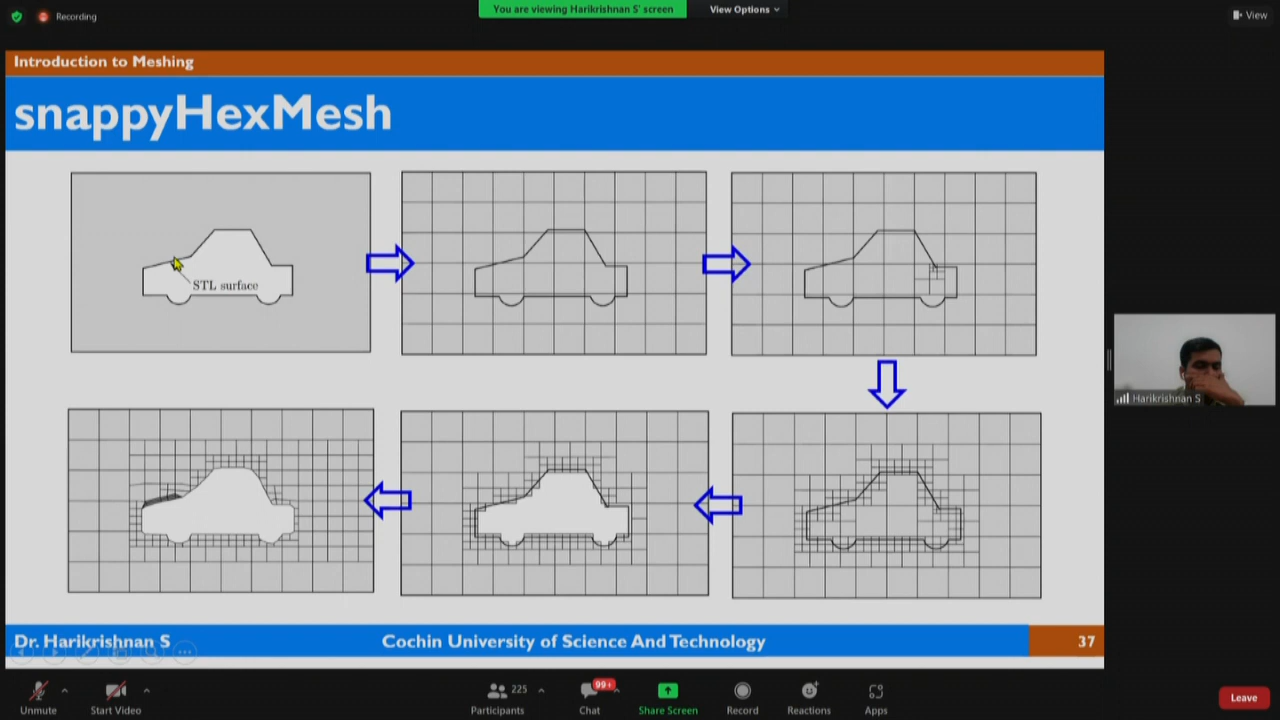 Recording
You are viewing Harikrishnan S' screen
View Options
View
Introduction to Meshing
snappyHexMesh
STL surface
Harikrishnan S
Dr. Harikrishnan S
Cochin University of Science And Technology
37
Unmute
Start Video
Participants
225
Chat
99+
Share Screen
Record
Reactions
Apps
Leave